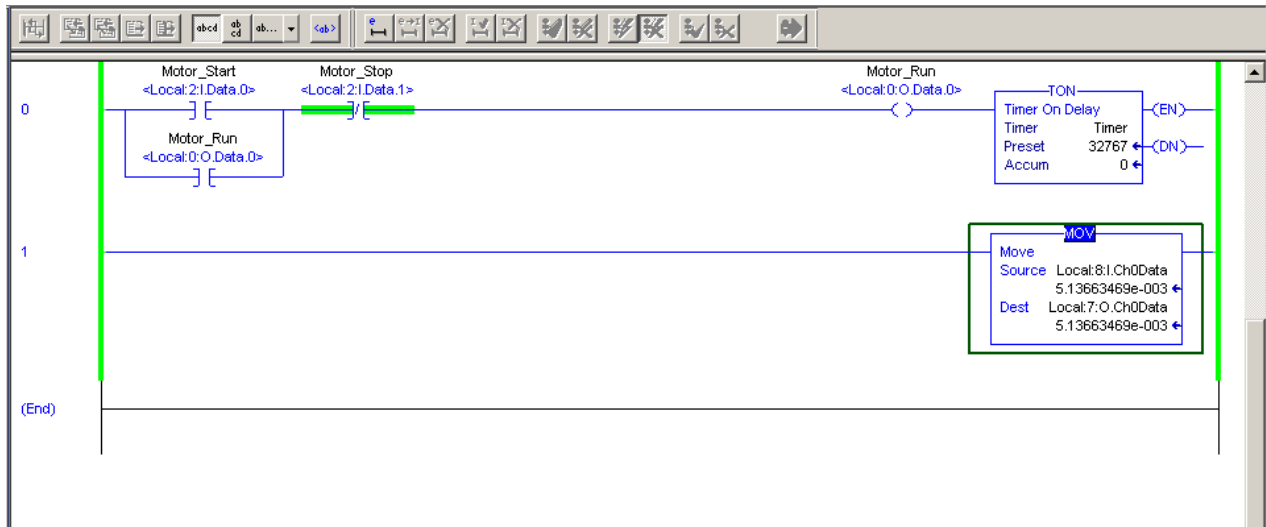 abcd ab cd ab... <ab> e e
Motor_Start Motor_Stop Motor_Run
<Local:2:I.Data.0> <Local:2:I.Data.1> <Local:0:O.Data.0>
0
TON
Timer On Delay
Timer Timer
Preset 32767
Accum 0
(EN)
(DN)
Motor_Run
<Local:0:O.Data.0>
1
MOV
Move
Source Local:8:I.Ch0Data
5.13663469e-003
Dest Local:7:O.Ch0Data
5.13663469e-003
(End)